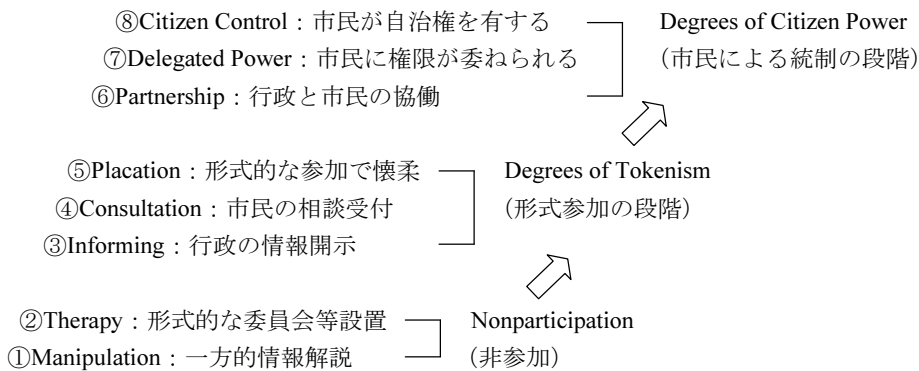 ⑧Citizen Control：市民が自治権を有する
Degrees of Citizen Power
⑦Delegated Power：市民に権限が委ねられる
（市民による統制の段階）
⑥Partnership：行政と市民の協働
⑤Placation：形式的な参加で懐柔
Degrees of Tokenism
④Consultation：市民の相談受付
（形式参加の段階）
③Informing：行政の情報開示
②Therapy：形式的な委員会等設置
Nonparticipation
①Manipulation：一方的情報解説
（非参加）